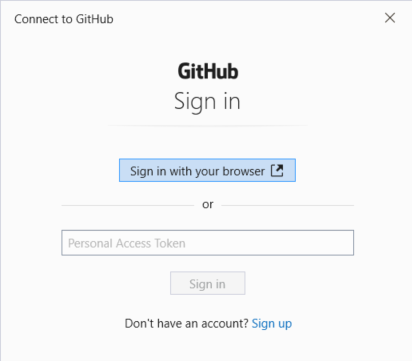 Connect to GitHub
GitHub
Sign in
Sign in with your browser
or
Personal Access Token
Sign in
Don't have an account? Sign up